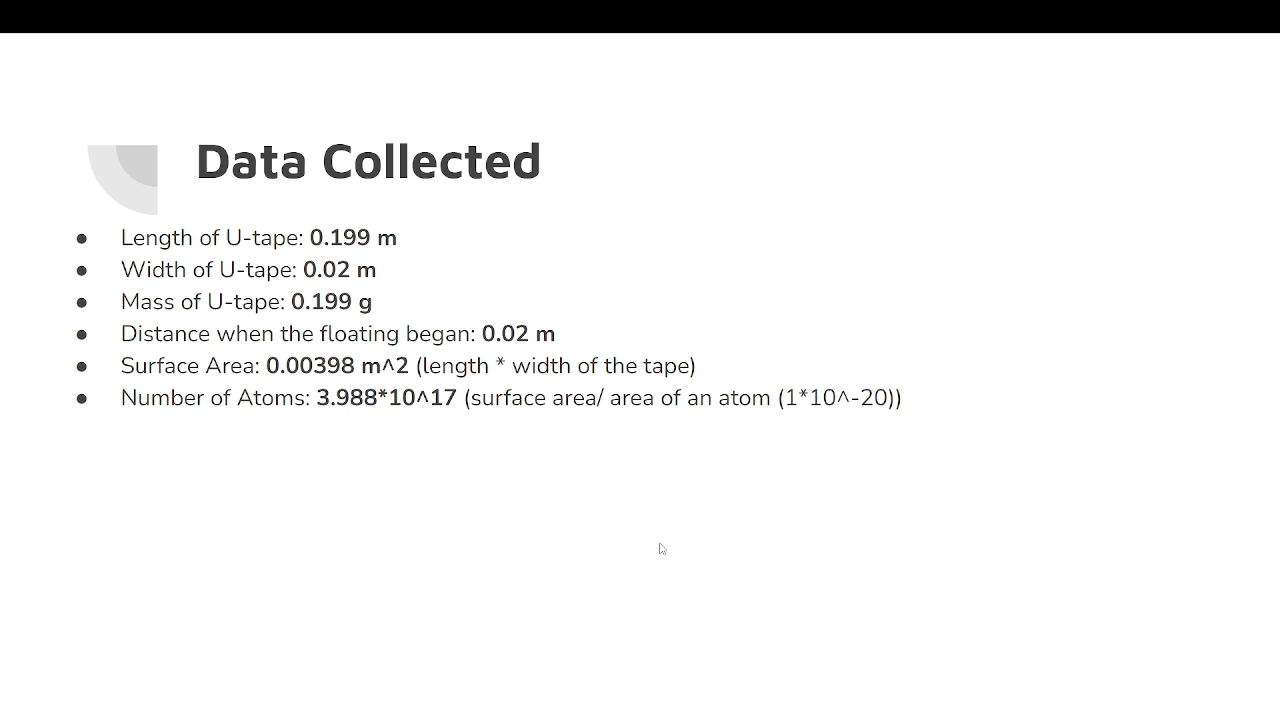 Data Collected
● Length of U-tape: 0.199 m
● Width of U-tape: 0.02 m
● Mass of U-tape: 0.199 g
● Distance when the floating began: 0.02 m
● Surface Area: 0.00398 m^2 (length * width of the tape)
● Number of Atoms: 3.988*10^17 (surface area/ area of an atom (1*10^-20))